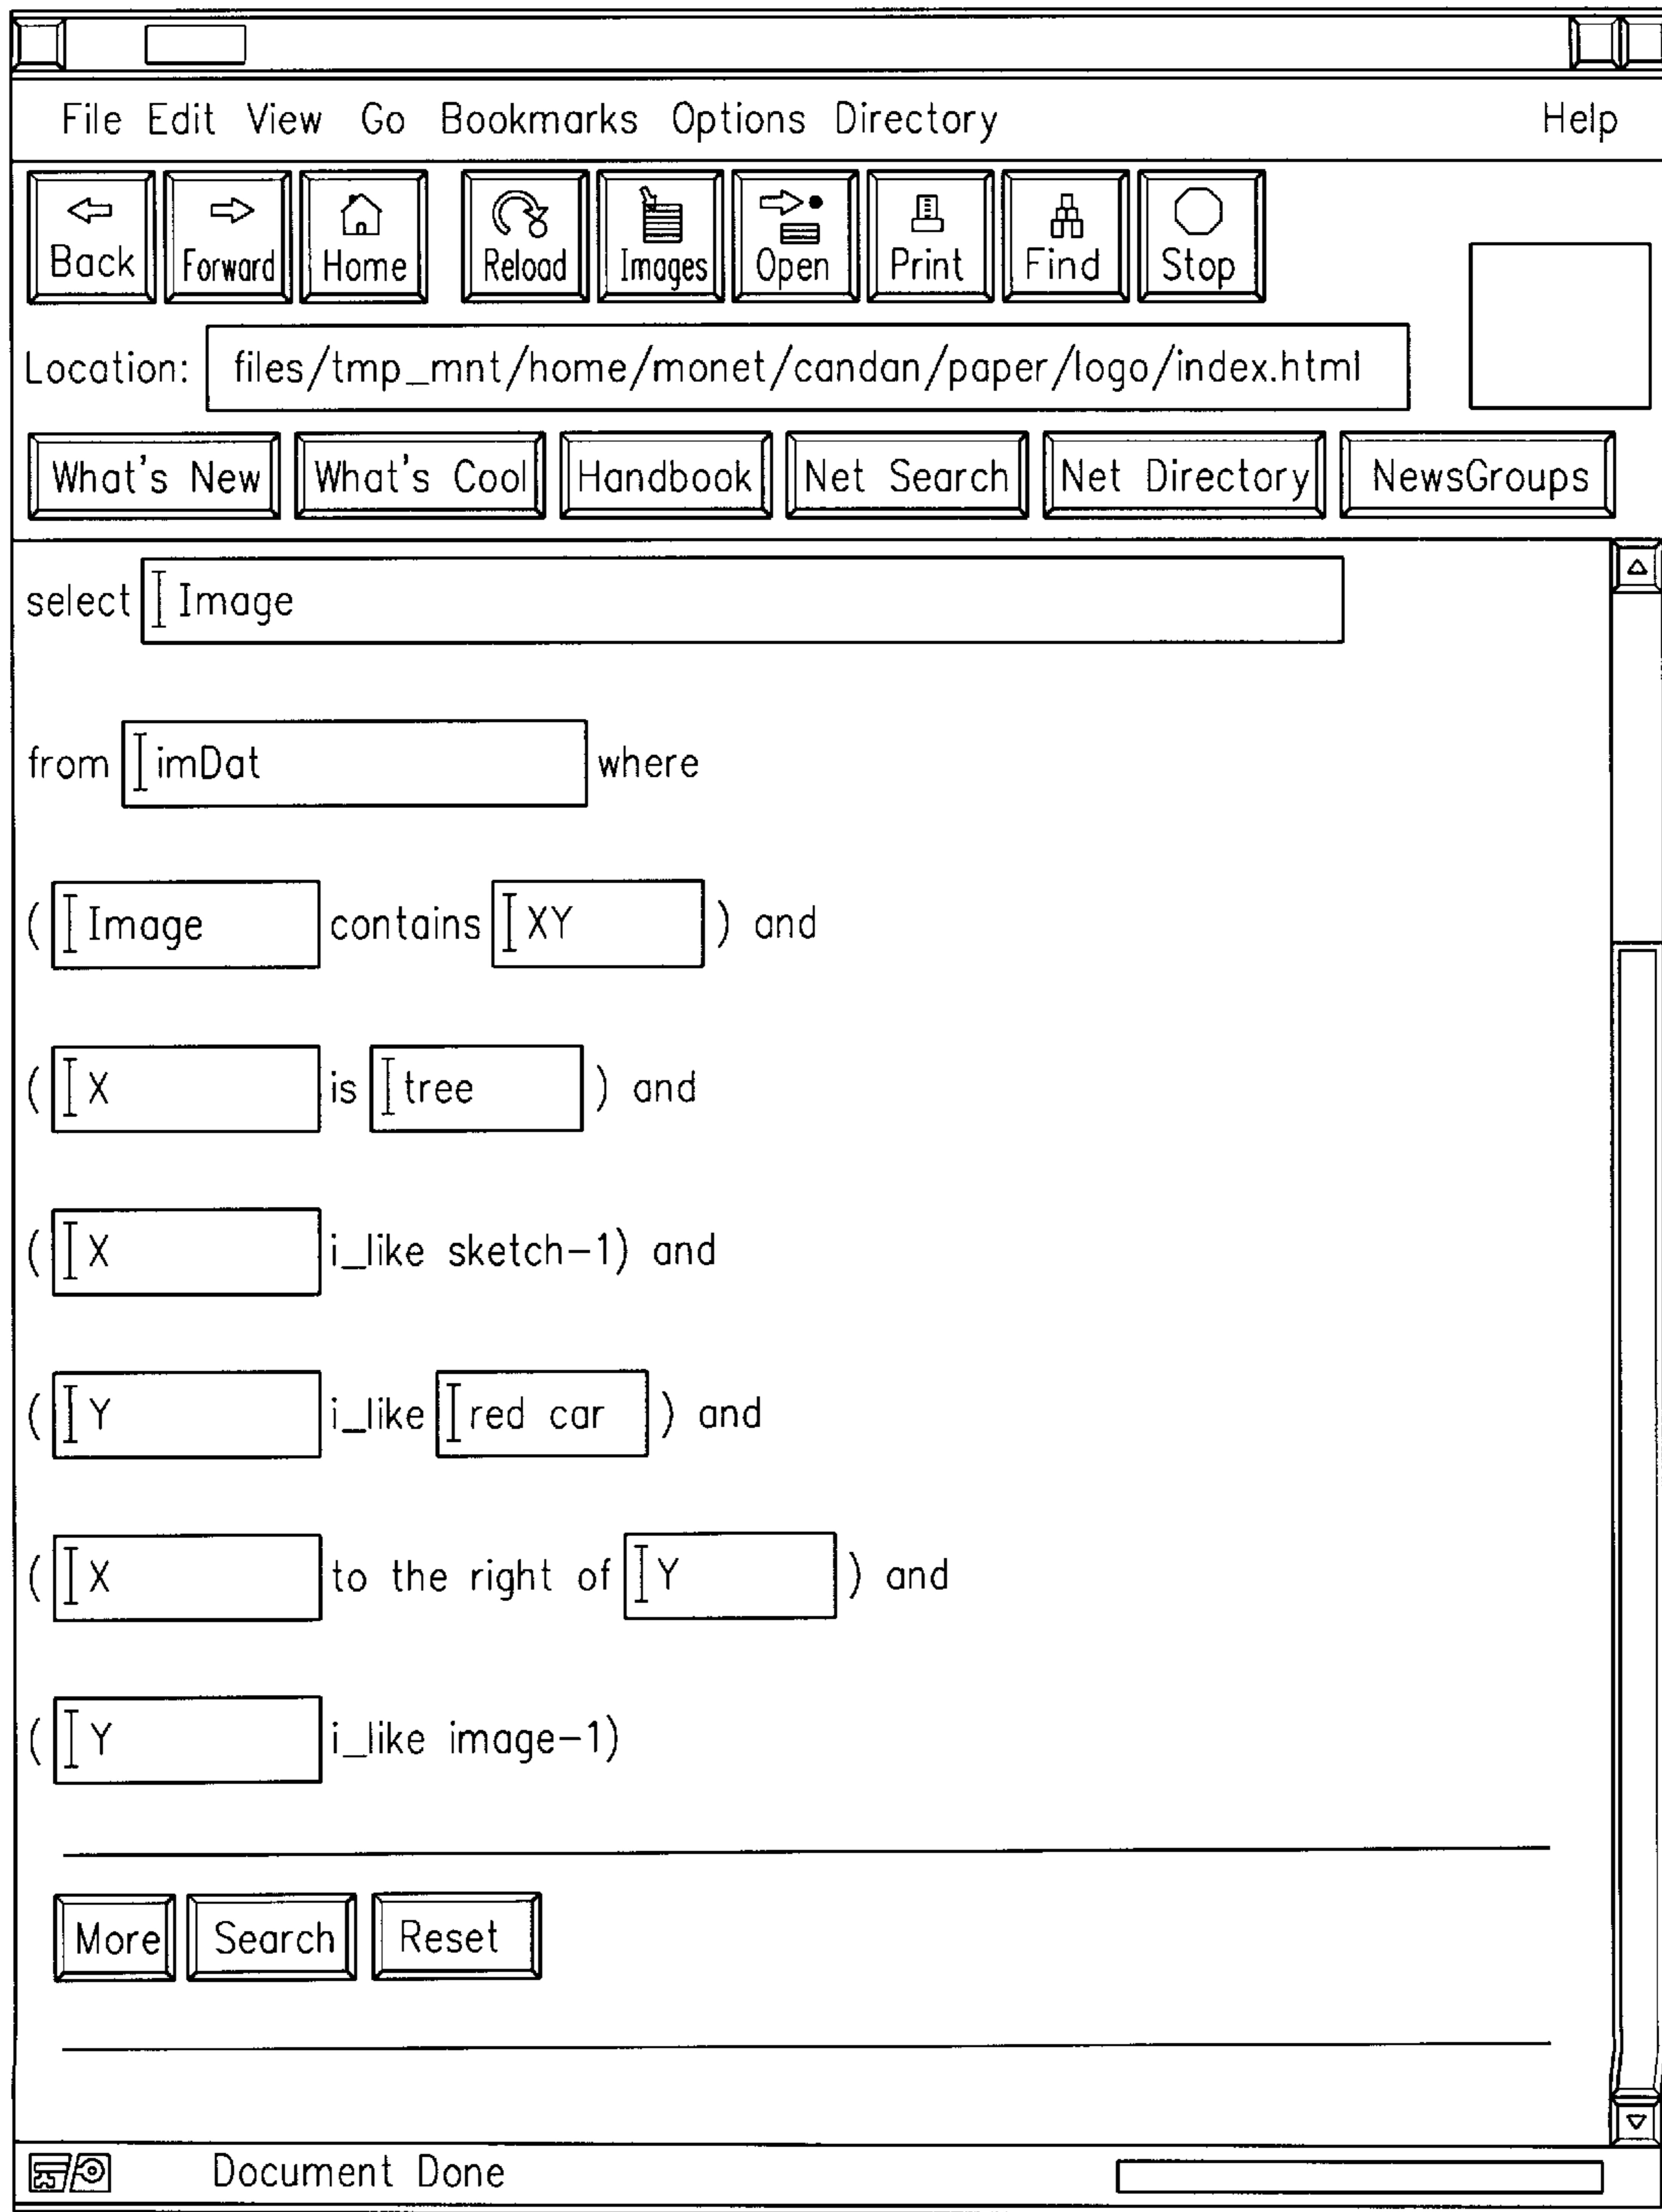 File Edit View Go Bookmarks Options Directory Help
Back Forward Home Reload Images Open Print Find Stop
Location: files/tmp_mnt/home/monet/candan/paper/logo/index.html
What's New What's Cool Handbook Net Search Net Directory NewsGroups
select Image
from imDat where
( Image contains XY ) and
( X is tree ) and
( X i_like sketch-1) and
( Y i_like red car ) and
( X to the right of Y ) and
( Y i_like image-1)
More Search Reset
Document Done